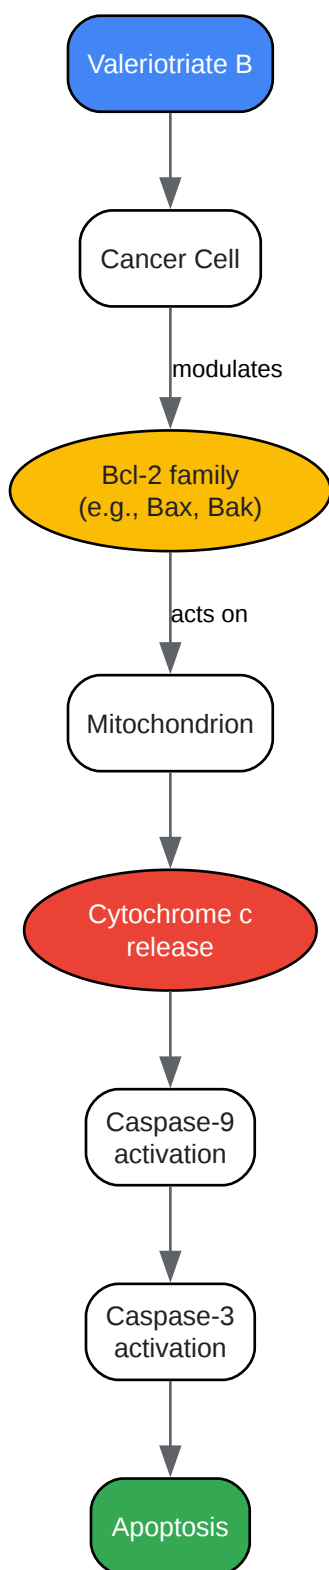 Valeriotriate B
Cancer Cell
modulates
Bcl-2 family
(e.g., Bax, Bak)
acts on
Mitochondrion
Cytochrome c
release
Caspase-9
activation
Caspase-3
activation
Apoptosis